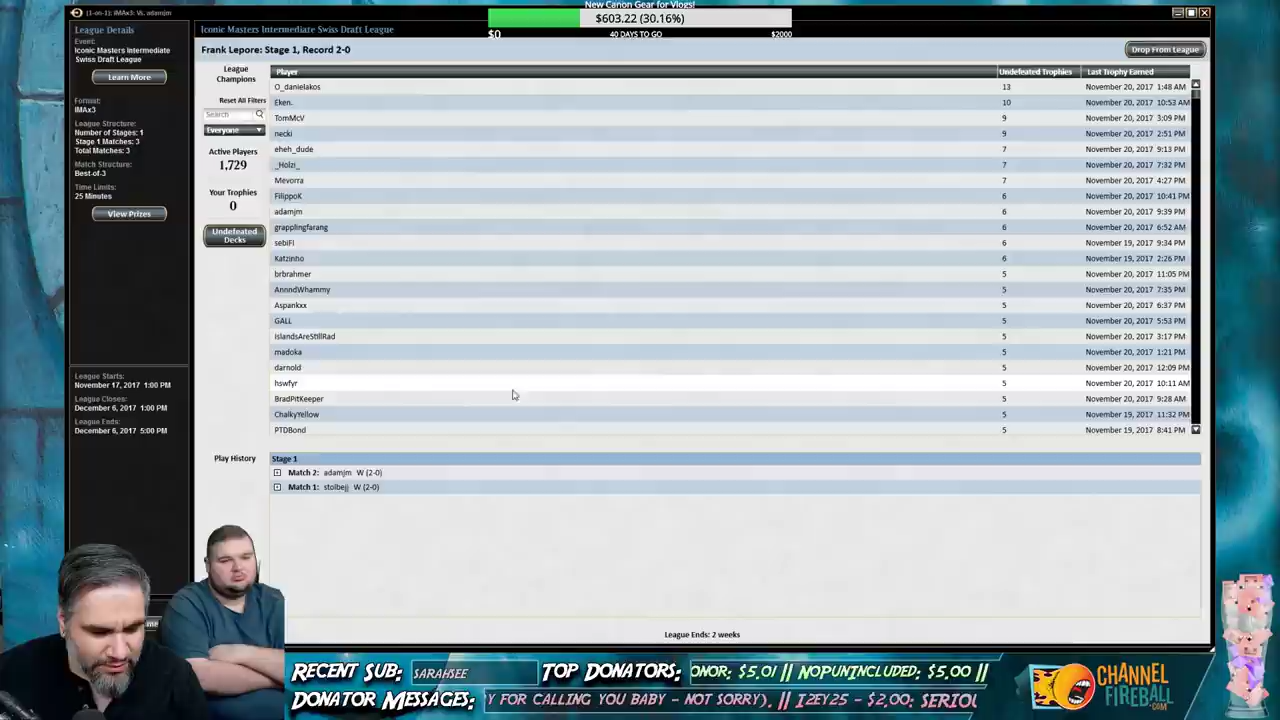 New Canon Gear for Vlogs!
$603.22 (30.16%)
$0 40 DAYS TO GO $2000
(1-on-1): IMAx3: Vs. adamjm
League Details
Event:
Iconic Masters Intermediate
Swiss Draft League
Learn More
Format:
IMAx3
League Structure:
Number of Stages: 1
Stage 1 Matches: 3
Total Matches: 3
Match Structure:
Best-of-3
Time Limits:
25 Minutes
View Prizes
League Starts:
November 17, 2017 1:00 PM
League Closes:
December 6, 2017 1:00 PM
League Ends:
December 6, 2017 5:00 PM
Iconic Masters Intermediate Swiss Draft League
Frank Lepore: Stage 1, Record 2-0
Drop From League
League
Champions
Reset All Filters
Search
Everyone
Active Players
1,729
Your Trophies
0
Undefeated
Decks
Player Undefeated Trophies Last Trophy Earned
O_danielakos 13 November 20, 2017 1:48 AM
Eken. 10 November 20, 2017 10:53 AM
TomMcV 9 November 20, 2017 3:09 PM
necki 9 November 20, 2017 2:51 PM
eheh_dude 7 November 20, 2017 9:13 PM
_Holzi_ 7 November 20, 2017 7:32 PM
Mevorra 7 November 20, 2017 4:27 PM
FilippoK 6 November 20, 2017 10:41 PM
adamjm 6 November 20, 2017 9:39 PM
grapplingfarang 6 November 20, 2017 6:52 AM
sebiFl 6 November 19, 2017 9:34 PM
Katzinho 6 November 19, 2017 2:26 PM
brbrahmer 5 November 20, 2017 11:05 PM
AnnndWhammy 5 November 20, 2017 7:35 PM
Aspankxx 5 November 20, 2017 6:37 PM
GALL 5 November 20, 2017 5:53 PM
IslandsAreStillRad 5 November 20, 2017 3:17 PM
madoka 5 November 20, 2017 1:21 PM
darnold 5 November 20, 2017 12:09 PM
hswfyr 5 November 20, 2017 10:11 AM
BradPitKeeper 5 November 20, 2017 9:28 AM
ChalkyYellow 5 November 19, 2017 11:32 PM
PTDBond 5 November 19, 2017 8:41 PM
Play History
Stage 1
Match 2: adamjm W (2-0)
Match 1: stolbejj W (2-0)
League Ends: 2 weeks
RECENT SUB: SARAHSEE TOP DONATORS: ONOR: $5.01 || NOPUNINCLUDED: $5.00 ||
DONATOR MESSAGES: Y FOR CALLING YOU BABY - NOT SORRY). || IZEY25 - $2.00: SERIOU
CHANNEL
FIREBALL
.COM